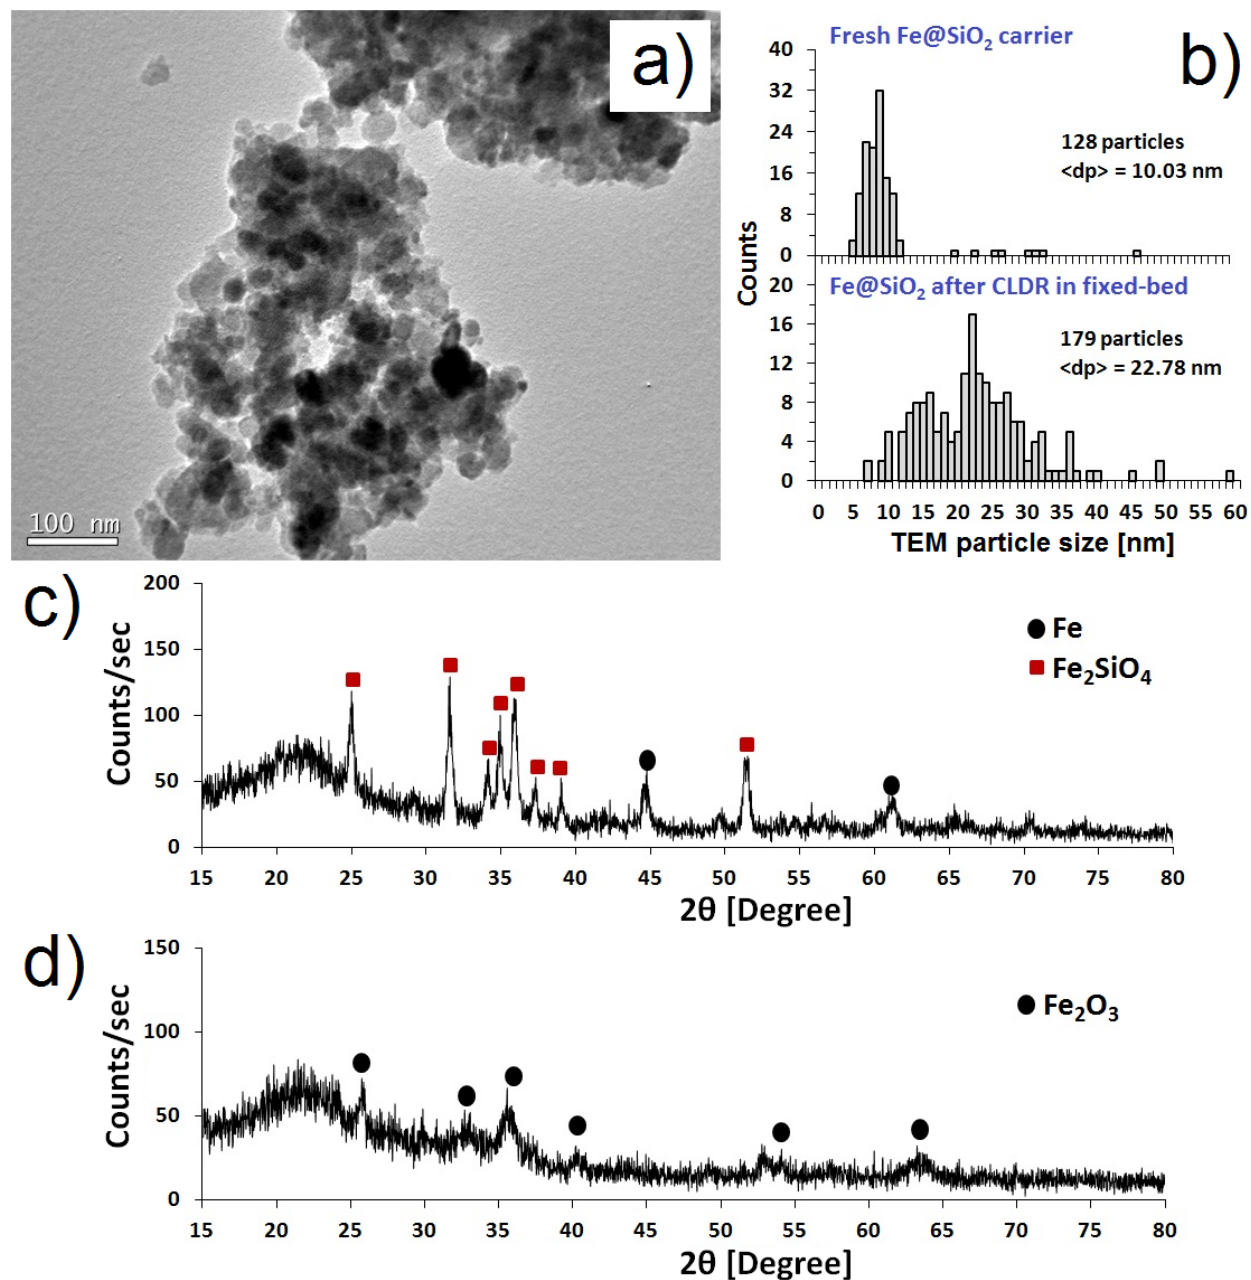 a)
100 nm
b)
Fresh Fe@SiO₂ carrier
40
32
24
16
8
0
128 particles
<dp> = 10.03 nm
Counts
Fe@SiO₂ after CLDR in fixed-bed
20
16
12
8
4
0
179 particles
<dp> = 22.78 nm
0 5 10 15 20 25 30 35 40 45 50 55 60
TEM particle size [nm]
c)
200
150
100
50
0
Counts/sec
Fe
Fe₂SiO₄
15 20 25 30 35 40 45 50 55 60 65 70 75 80
2θ [Degree]
d)
150
100
50
0
Counts/sec
Fe₂O₃
15 20 25 30 35 40 45 50 55 60 65 70 75 80
2θ [Degree]